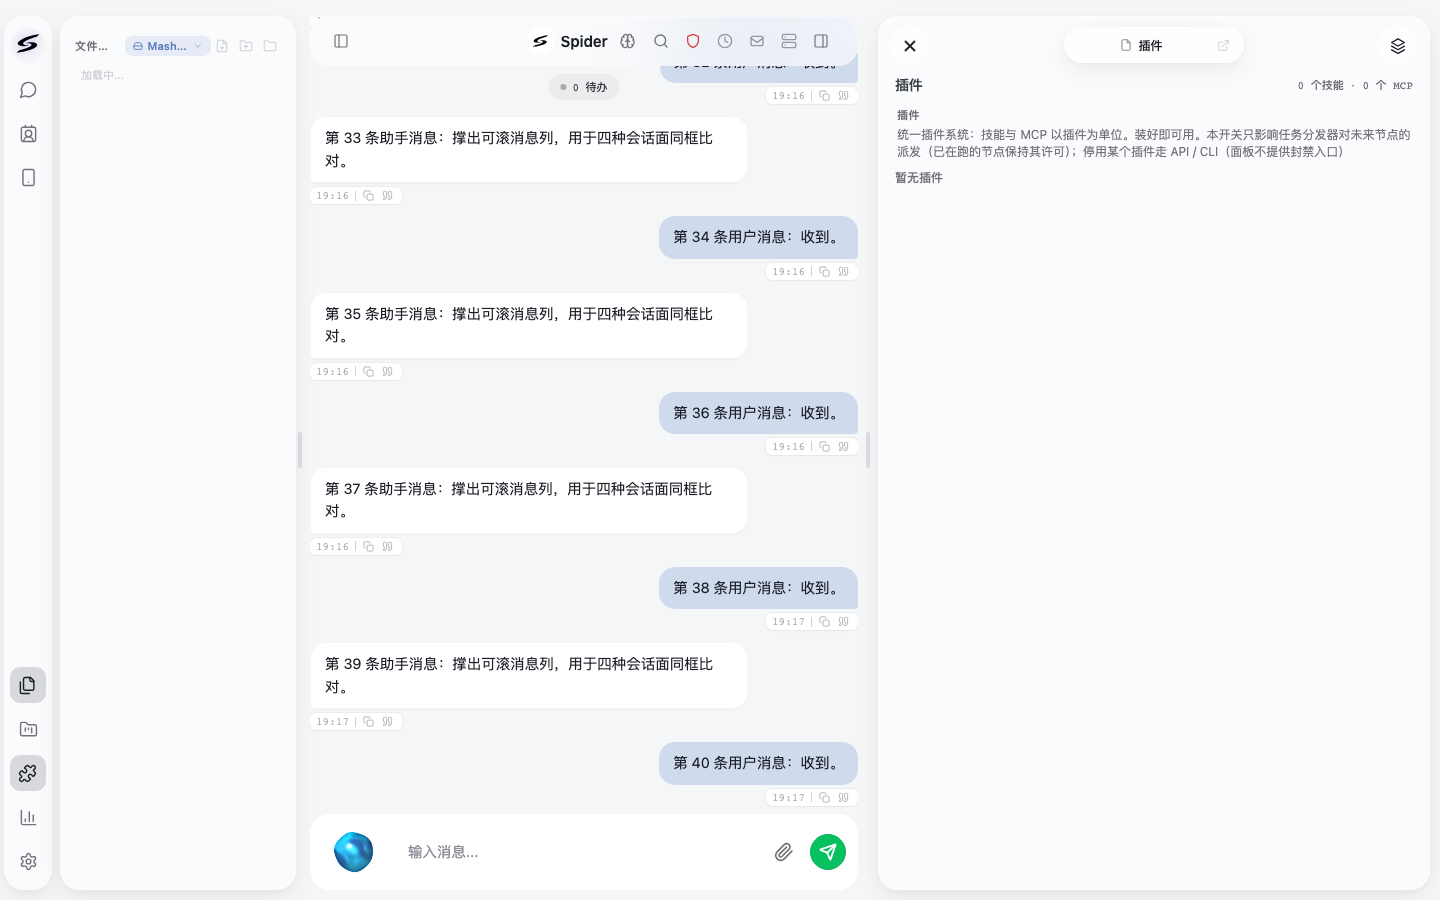 文件...
Mash...
加载中...
Spider
0 待办
19:16
第 33 条助手消息：撑出可滚消息列，用于四种会话面同框比
对。
19:16
第 34 条用户消息：收到。
19:16
第 35 条助手消息：撑出可滚消息列，用于四种会话面同框比
对。
19:16
第 36 条用户消息：收到。
19:16
第 37 条助手消息：撑出可滚消息列，用于四种会话面同框比
对。
19:16
第 38 条用户消息：收到。
19:17
第 39 条助手消息：撑出可滚消息列，用于四种会话面同框比
对。
19:17
第 40 条用户消息：收到。
19:17
输入消息...
插件
插件
0 个技能 · 0 个 MCP
插件
统一插件系统：技能与 MCP 以插件为单位。装好即可用。本开关只影响任务分发器对未来节点的
派发（已在跑的节点保持其许可）；停用某个插件走 API / CLI（面板不提供封禁入口）
暂无插件